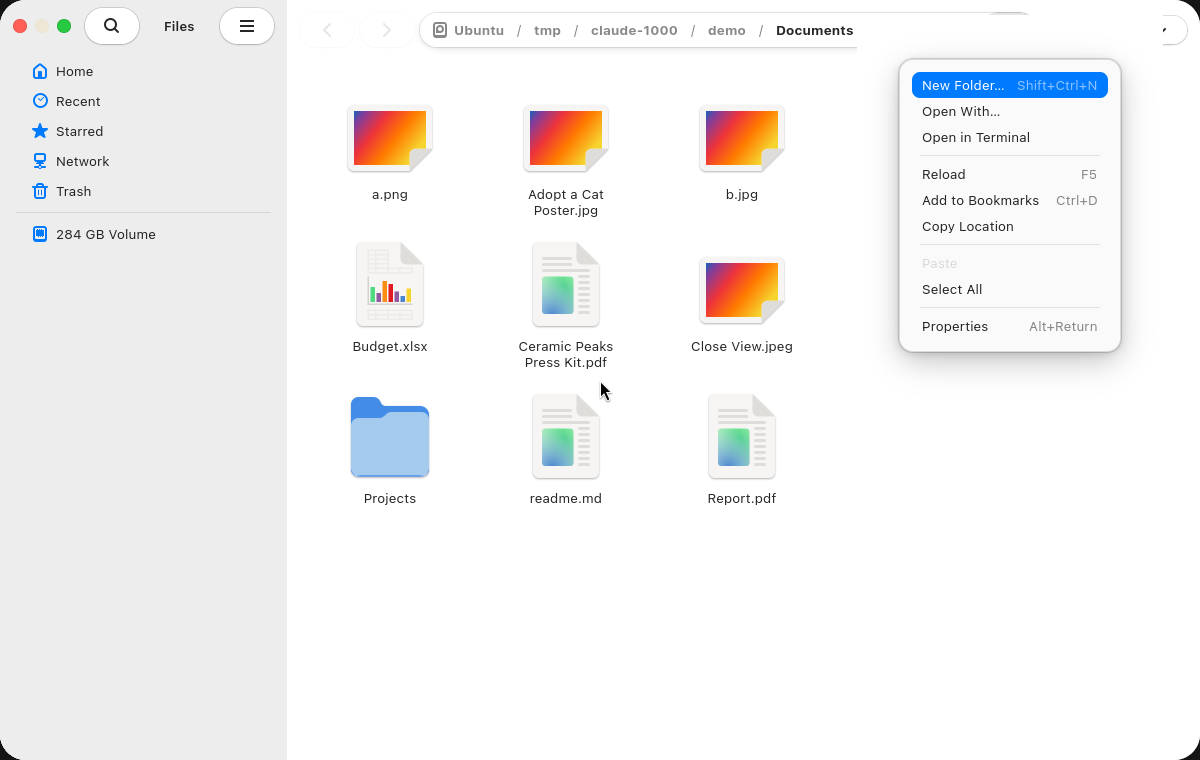 Files
Ubuntu / tmp / claude-1000 / demo / Documents
Home
Recent
Starred
Network
Trash
284 GB Volume
a.png
Adopt a Cat
Poster.jpg
b.jpg
Budget.xlsx
Ceramic Peaks
Press Kit.pdf
Close View.jpeg
Projects
readme.md
Report.pdf
New Folder... Shift+Ctrl+N
Open With...
Open in Terminal
Reload F5
Add to Bookmarks Ctrl+D
Copy Location
Paste
Select All
Properties Alt+Return